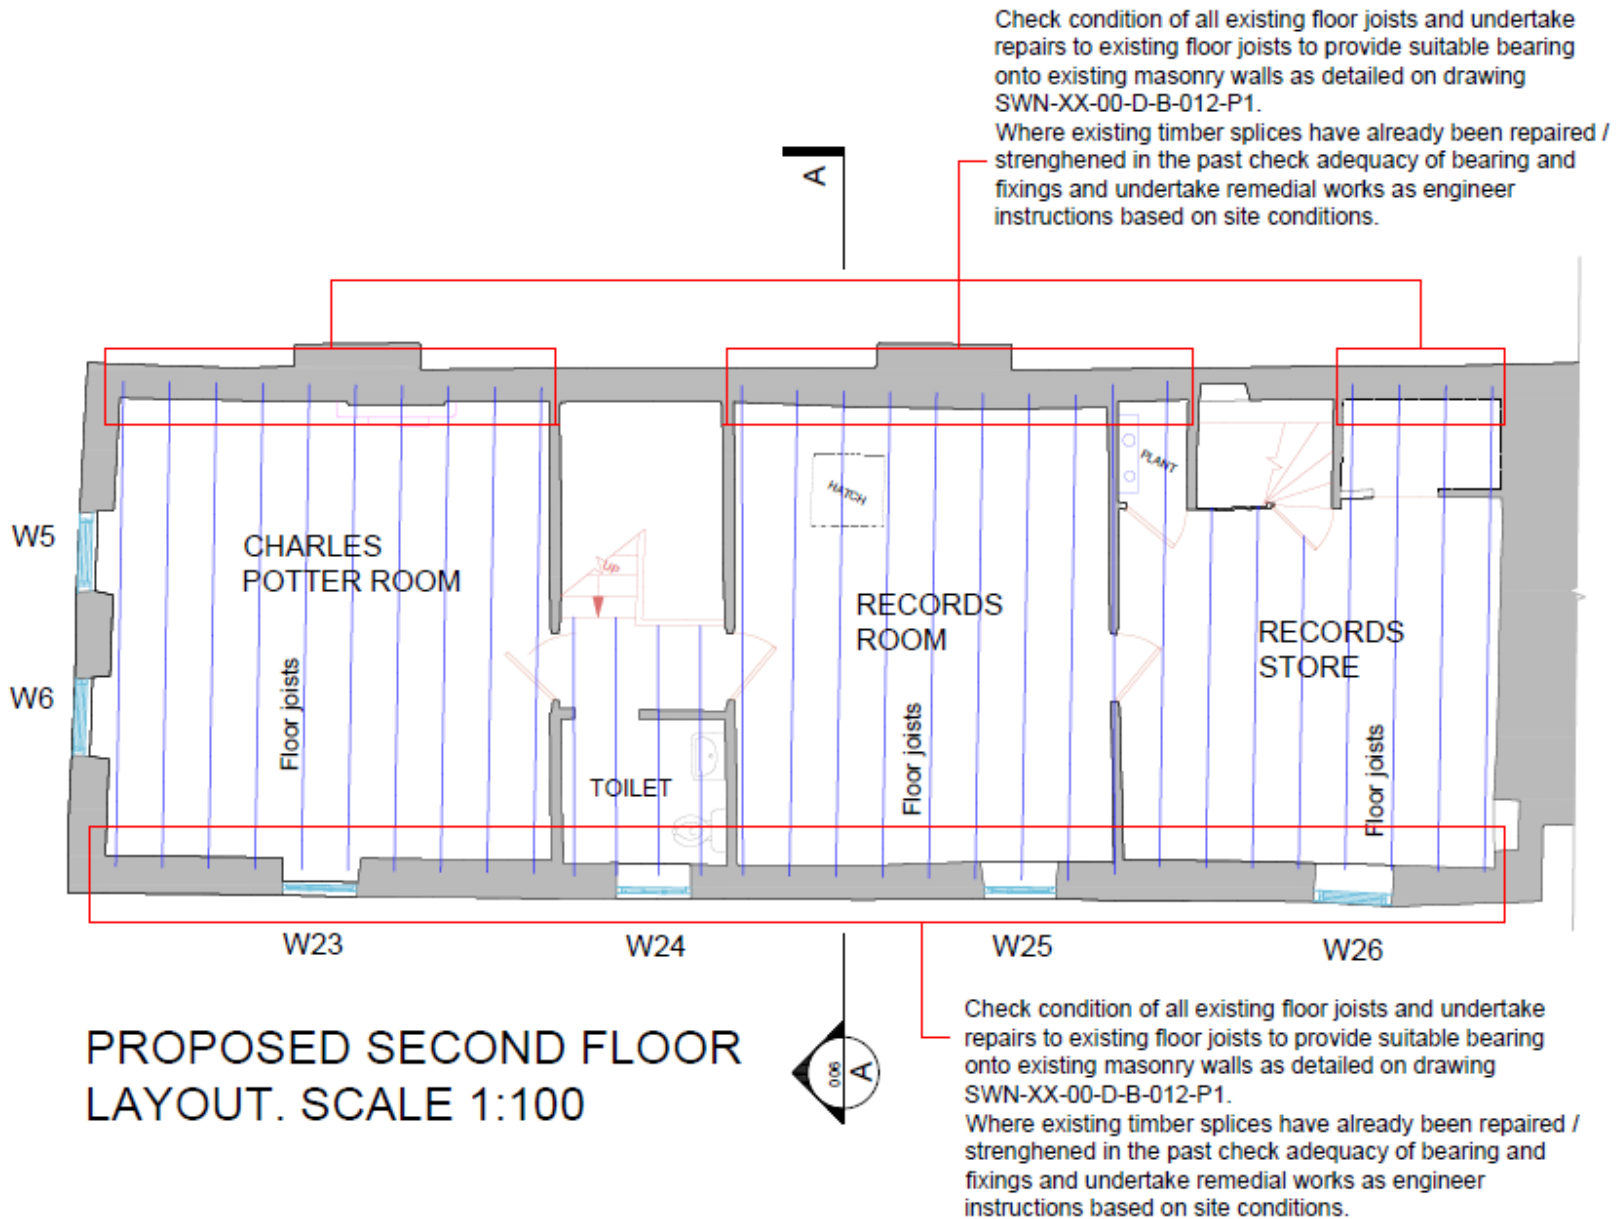 Check condition of all existing floor joists and undertake
repairs to existing floor joists to provide suitable bearing
onto existing masonry walls as detailed on drawing
SWN-XX-00-D-B-012-P1.
Where existing timber splices have already been repaired /
strenghened in the past check adequacy of bearing and
fixings and undertake remedial works as engineer
instructions based on site conditions.
A
W5
W6
CHARLES
POTTER ROOM
Floor joists
UP
TOILET
HATCH
RECORDS
ROOM
Floor joists
PLANT
RECORDS
STORE
Floor joists
W23
W24
W25
W26
PROPOSED SECOND FLOOR
LAYOUT. SCALE 1:100
006
A
Check condition of all existing floor joists and undertake
repairs to existing floor joists to provide suitable bearing
onto existing masonry walls as detailed on drawing
SWN-XX-00-D-B-012-P1.
Where existing timber splices have already been repaired /
strenghened in the past check adequacy of bearing and
fixings and undertake remedial works as engineer
instructions based on site conditions.